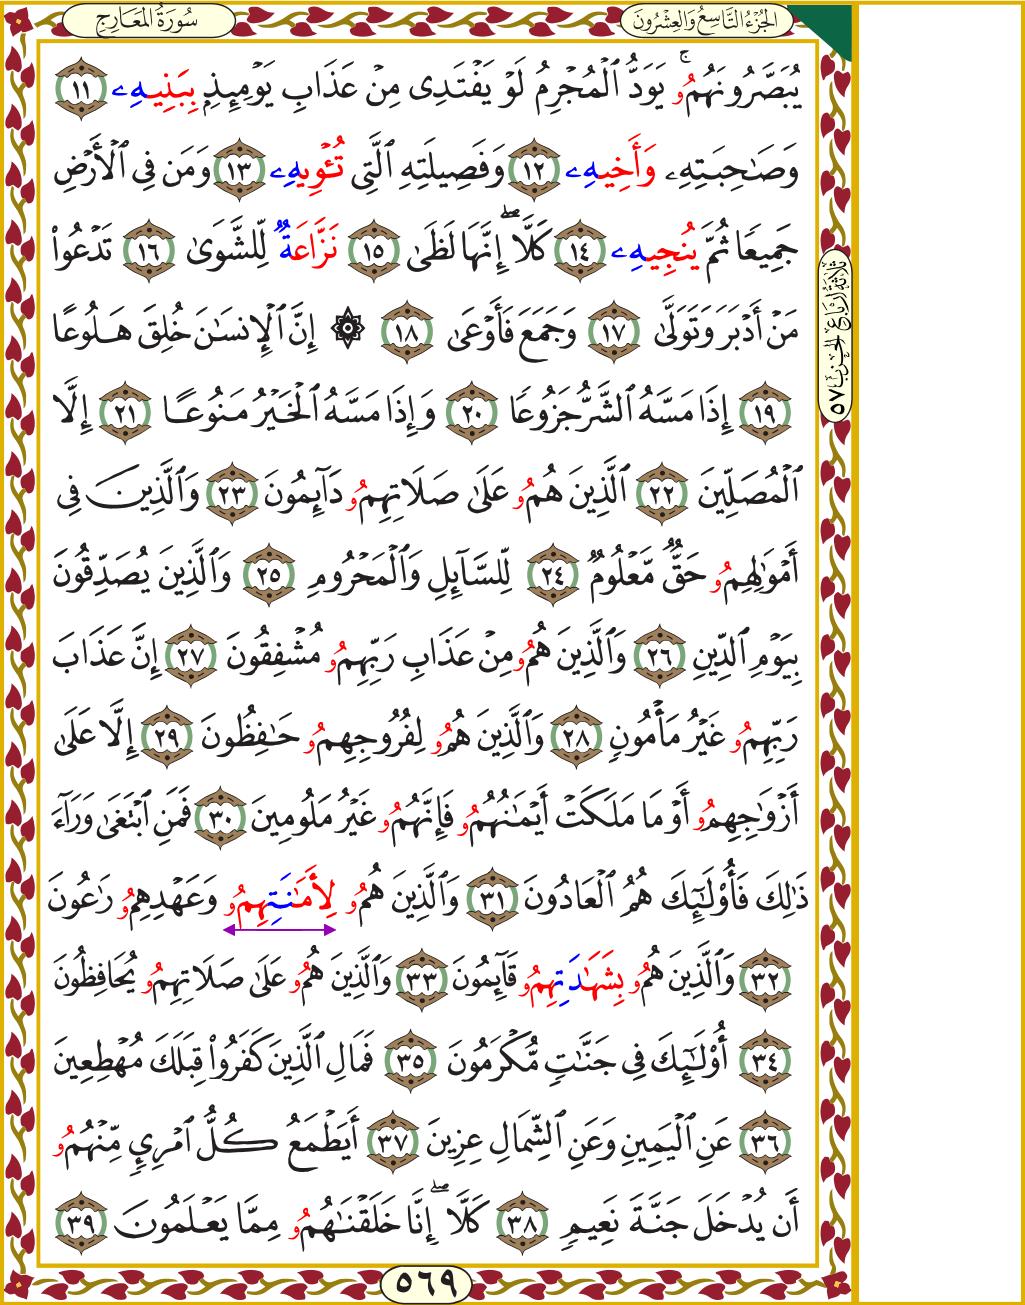 سُورَةُ المَعَارِجِ
الجُزْءُ التَّاسِعُ وَالعِشْرُونَ
يُبَصَّرُونَهُمُۥ ۚ يَوَدُّ ٱلْمُجْرِمُ لَوْ يَفْتَدِى مِنْ عَذَابِ يَوْمِئِذِۭ بِبَنِيهِۦ ١١
وَصَٰحِبَتِهِۦ وَأَخِيهِۦ ١٢ وَفَصِيلَتِهِ ٱلَّتِى تُـْٔوِيهِۦ ١٣ وَمَن فِى ٱلْأَرْضِ
جَمِيعًا ثُمَّ يُنجِيهِۦ ١٤ كَلَّآ ۖ إِنَّهَا لَظَىٰ ١٥ نَزَّاعَةٌ لِّلشَّوَىٰ ١٦ تَدْعُوا۟
مَنْ أَدْبَرَ وَتَوَلَّىٰ ١٧ وَجَمَعَ فَأَوْعَىٰ ١٨ ۞ إِنَّ ٱلْإِنسَٰنَ خُلِقَ هَلُوعًا
١٩ إِذَا مَسَّهُ ٱلشَّرُّ جَزُوعًا ٢٠ وَإِذَا مَسَّهُ ٱلْخَيْرُ مَنُوعًا ٢١ إِلَّا
ٱلْمُصَلِّينَ ٢٢ ٱلَّذِينَ هُمُۥ عَلَىٰ صَلَاتِهِمُۥ دَآئِمُونَ ٢٣ وَٱلَّذِينَ فِى
أَمْوَٰلِهِمُۥ حَقٌّ مَّعْلُومٌ ٢٤ لِّلسَّآئِلِ وَٱلْمَحْرُومِ ٢٥ وَٱلَّذِينَ يُصَدِّقُونَ
بِيَوْمِ ٱلدِّينِ ٢٦ وَٱلَّذِينَ هُمُۥ مِنْ عَذَابِ رَبِّهِمُۥ مُشْفِقُونَ ٢٧ إِنَّ عَذَابَ
رَبِّهِمُۥ غَيْرُ مَأْمُونٍ ٢٨ وَٱلَّذِينَ هُمُۥ لِفُرُوجِهِمُۥ حَٰفِظُونَ ٢٩ إِلَّا عَلَىٰ
أَزْوَٰجِهِمُۥ أَوْ مَا مَلَكَتْ أَيْمَٰنُهُمُۥ فَإِنَّهُمُۥ غَيْرُ مَلُومِينَ ٣٠ فَمَنِ ٱبْتَغَىٰ وَرَآءَ
ذَٰلِكَ فَأُو۟لَٰٓئِكَ هُمُ ٱلْعَادُونَ ٣١ وَٱلَّذِينَ هُمُۥ لِأَمَٰنَتِهِمُۥ وَعَهْدِهِمُۥ رَٰعُونَ
٣٢ وَٱلَّذِينَ هُمُۥ بِشَهَٰدَتِهِمُۥ قَآئِمُونَ ٣٣ وَٱلَّذِينَ هُمُۥ عَلَىٰ صَلَاتِهِمُۥ يُحَافِظُونَ
٣٤ أُو۟لَٰٓئِكَ فِى جَنَّٰتٍ مُّكْرَمُونَ ٣٥ فَمَالِ ٱلَّذِينَ كَفَرُوا۟ قِبَلَكَ مُهْطِعِينَ
٣٦ عَنِ ٱلْيَمِينِ وَعَنِ ٱلشِّمَالِ عِزِينَ ٣٧ أَيَطْمَعُ كُلُّ ٱمْرِئٍ مِّنْهُمُۥ
أَن يُدْخَلَ جَنَّةَ نَعِيمٍ ٣٨ كَلَّآ ۖ إِنَّا خَلَقْنَٰهُمُۥ مِمَّا يَعْلَمُونَ ٣٩
ثَلَاثَةُ أَرْبَاعِ الحِزْبِ ٥٧
٥٦٩